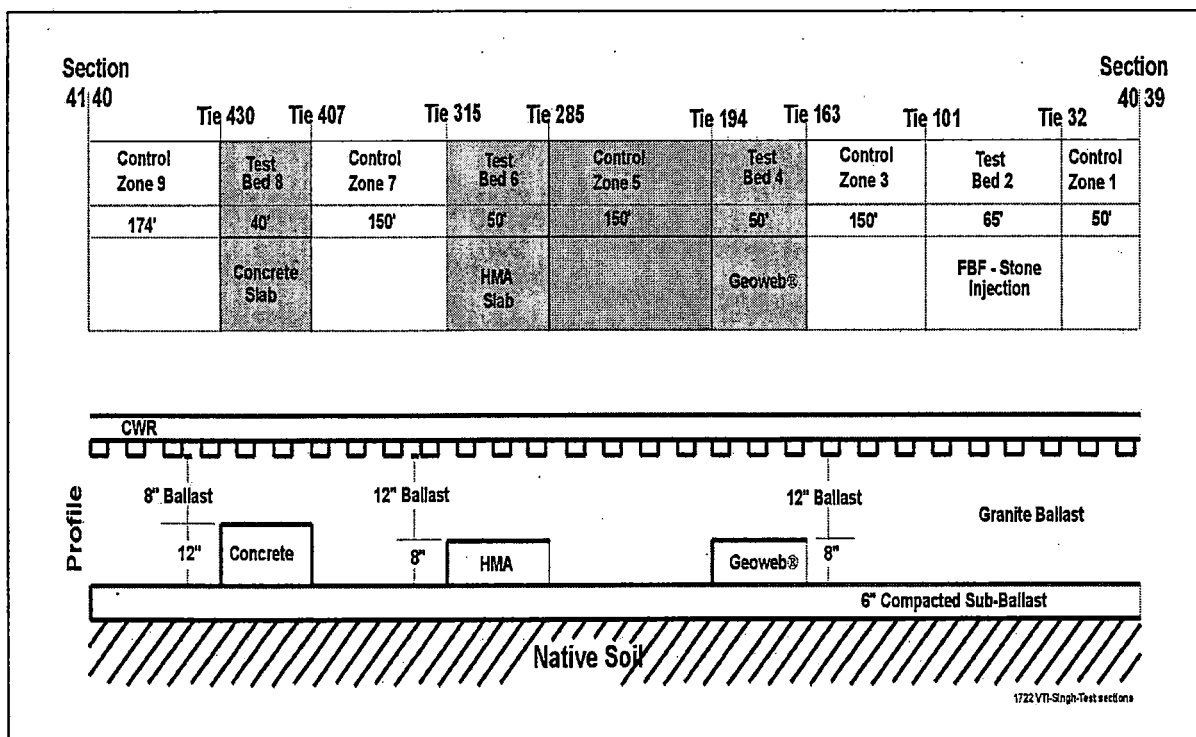 Section
41 40
Section
40 39
Tie 430 Tie 407 Tie 315 Tie 285 Tie 194 Tie 163 Tie 101 Tie 32
Control Zone 9
Test Bed 8
Control Zone 7
Test Bed 6
Control Zone 5
Test Bed 4
Control Zone 3
Test Bed 2
Control Zone 1
174' 40' 150' 50' 150' 50' 150' 65' 50'
Concrete Slab
HMA Slab
Geoweb®
FBF - Stone Injection
CWR
Profile
8" Ballast
12" Ballast
12" Ballast
Granite Ballast
12"
Concrete
8"
HMA
Geoweb®
8"
6" Compacted Sub-Ballast
Native Soil
1722 VTI-Singh-Test sections